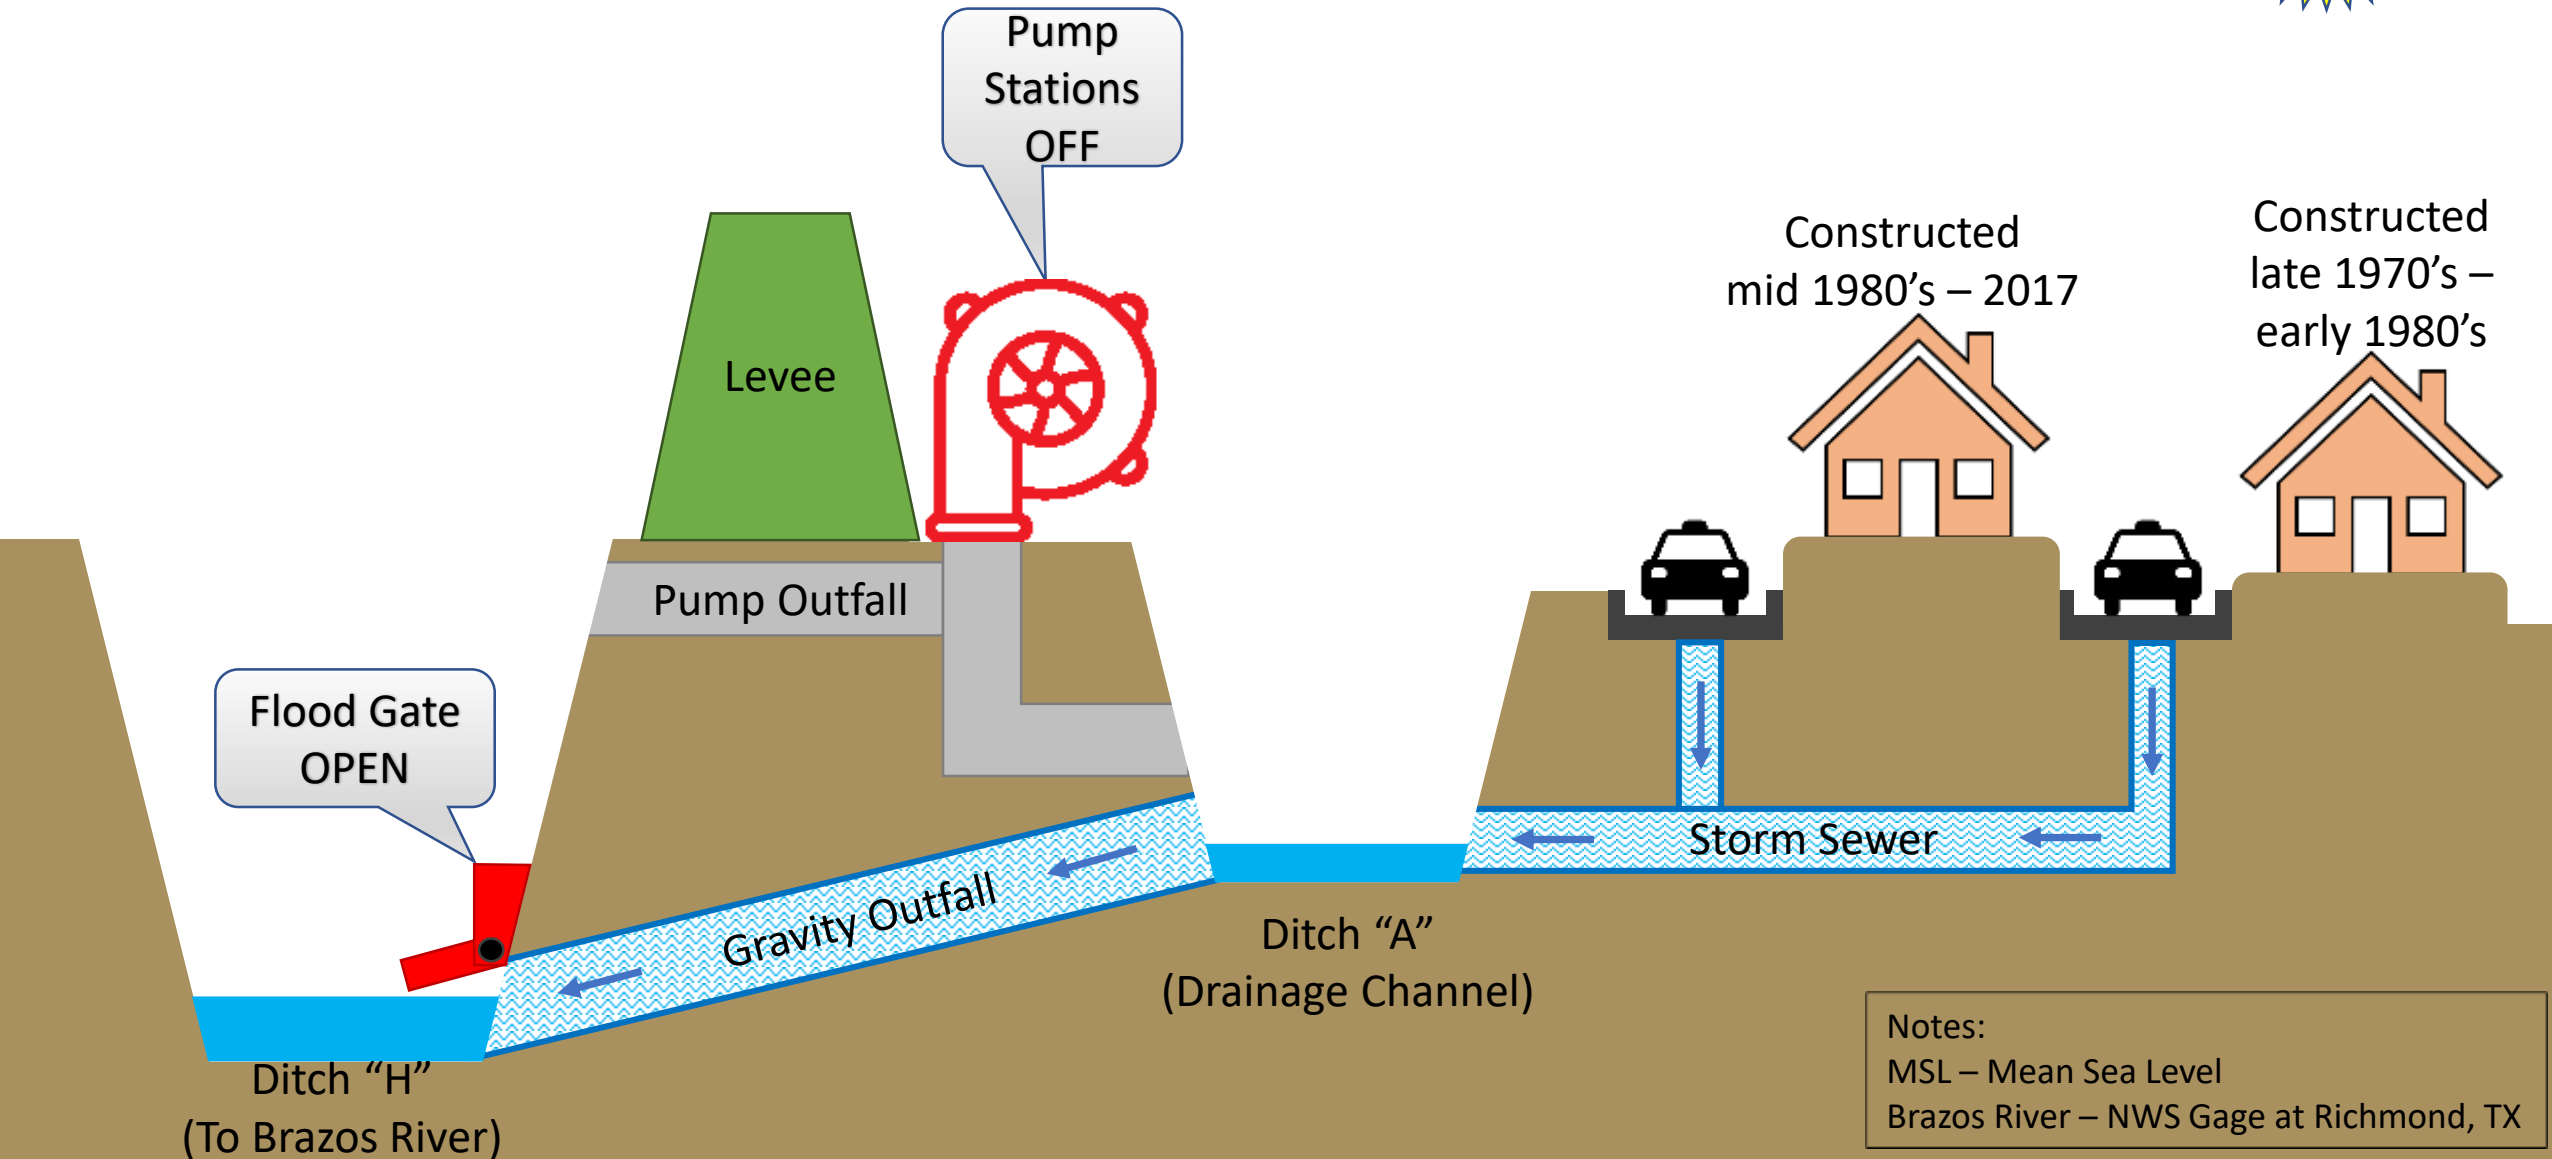 Pump
Stations
OFF
Constructed
mid 1980’s – 2017
Constructed
late 1970’s –
early 1980’s
Levee
Pump Outfall
Flood Gate
OPEN
Storm Sewer
Gravity Outfall
Ditch “A”
(Drainage Channel)
Ditch “H”
(To Brazos River)
Notes:
MSL – Mean Sea Level
Brazos River – NWS Gage at Richmond, TX